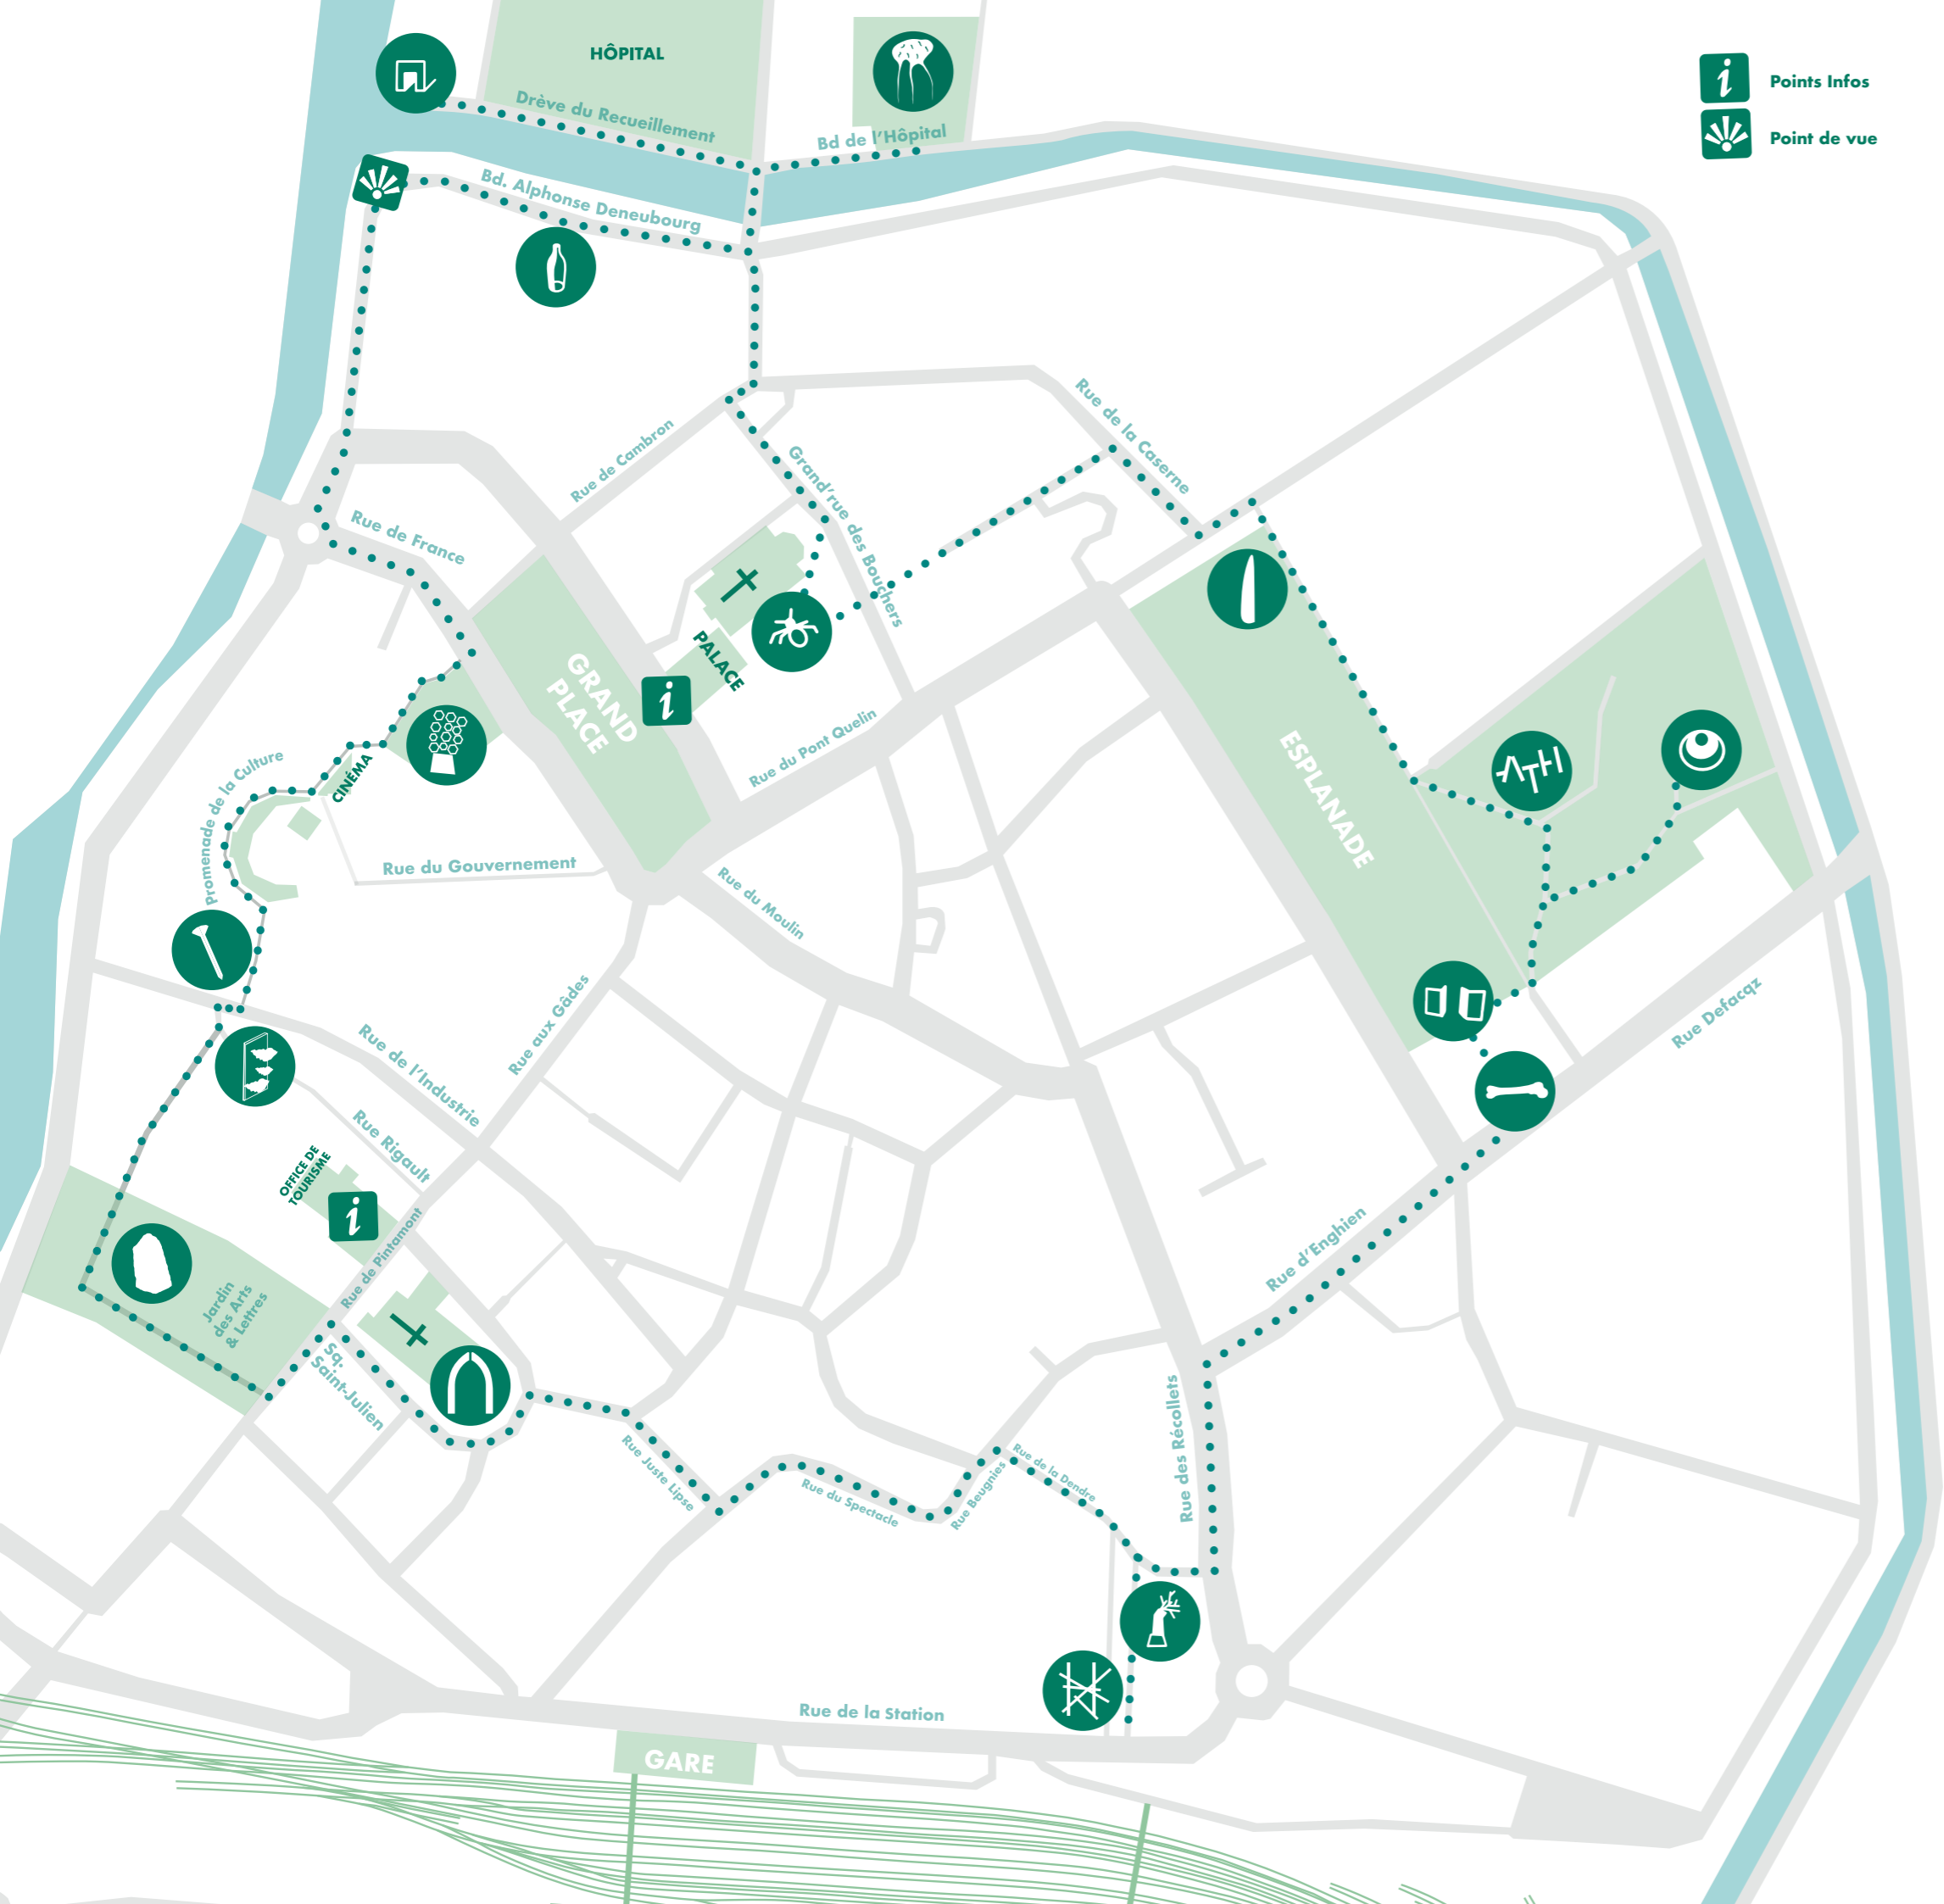 HÔPITAL
Points Infos
Point de vue
Drève du Recueillement
Bd de l'Hôpital
Bd. Alphonse Deneubourg
Rue de la Caserne
Rue de Cambron
Grand'rue des Bouchers
Rue de France
PALACE
GRAND
PLACE
Rue du Pont Quelin
ESPLANADE
ATH
CINÉMA
Promenade de la Culture
Rue du Gouvernement
Rue du Moulin
Rue aux Gâdes
Rue Defacqz
Rue de l'Industrie
Rue Rigault
OFFICE DE
TOURISME
Rue de Pintamont
Rue d'Enghien
Jardin
des Arts
& Lettres
Sq.
Saint-Julien
Rue des Récollets
Rue Juste Lipse
Rue du Spectacle
Rue Beugnies
Rue de la Dendre
Rue de la Station
GARE